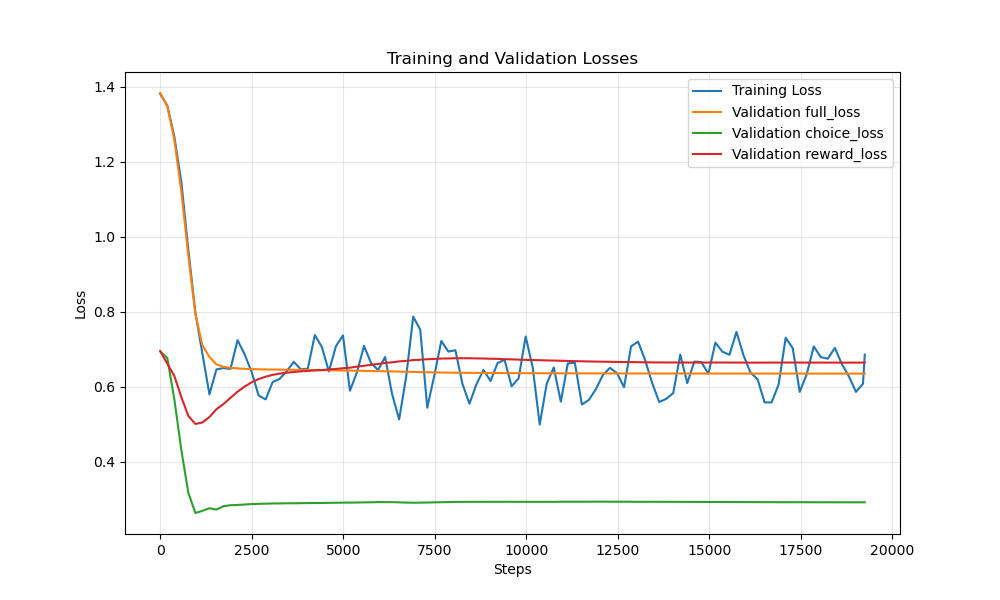 Training and Validation Losses
Training Loss
Validation full_loss
Validation choice_loss
Validation reward_loss
Loss
1.4
1.2
1.0
0.8
0.6
0.4
0 2500 5000 7500 10000 12500 15000 17500 20000
Steps